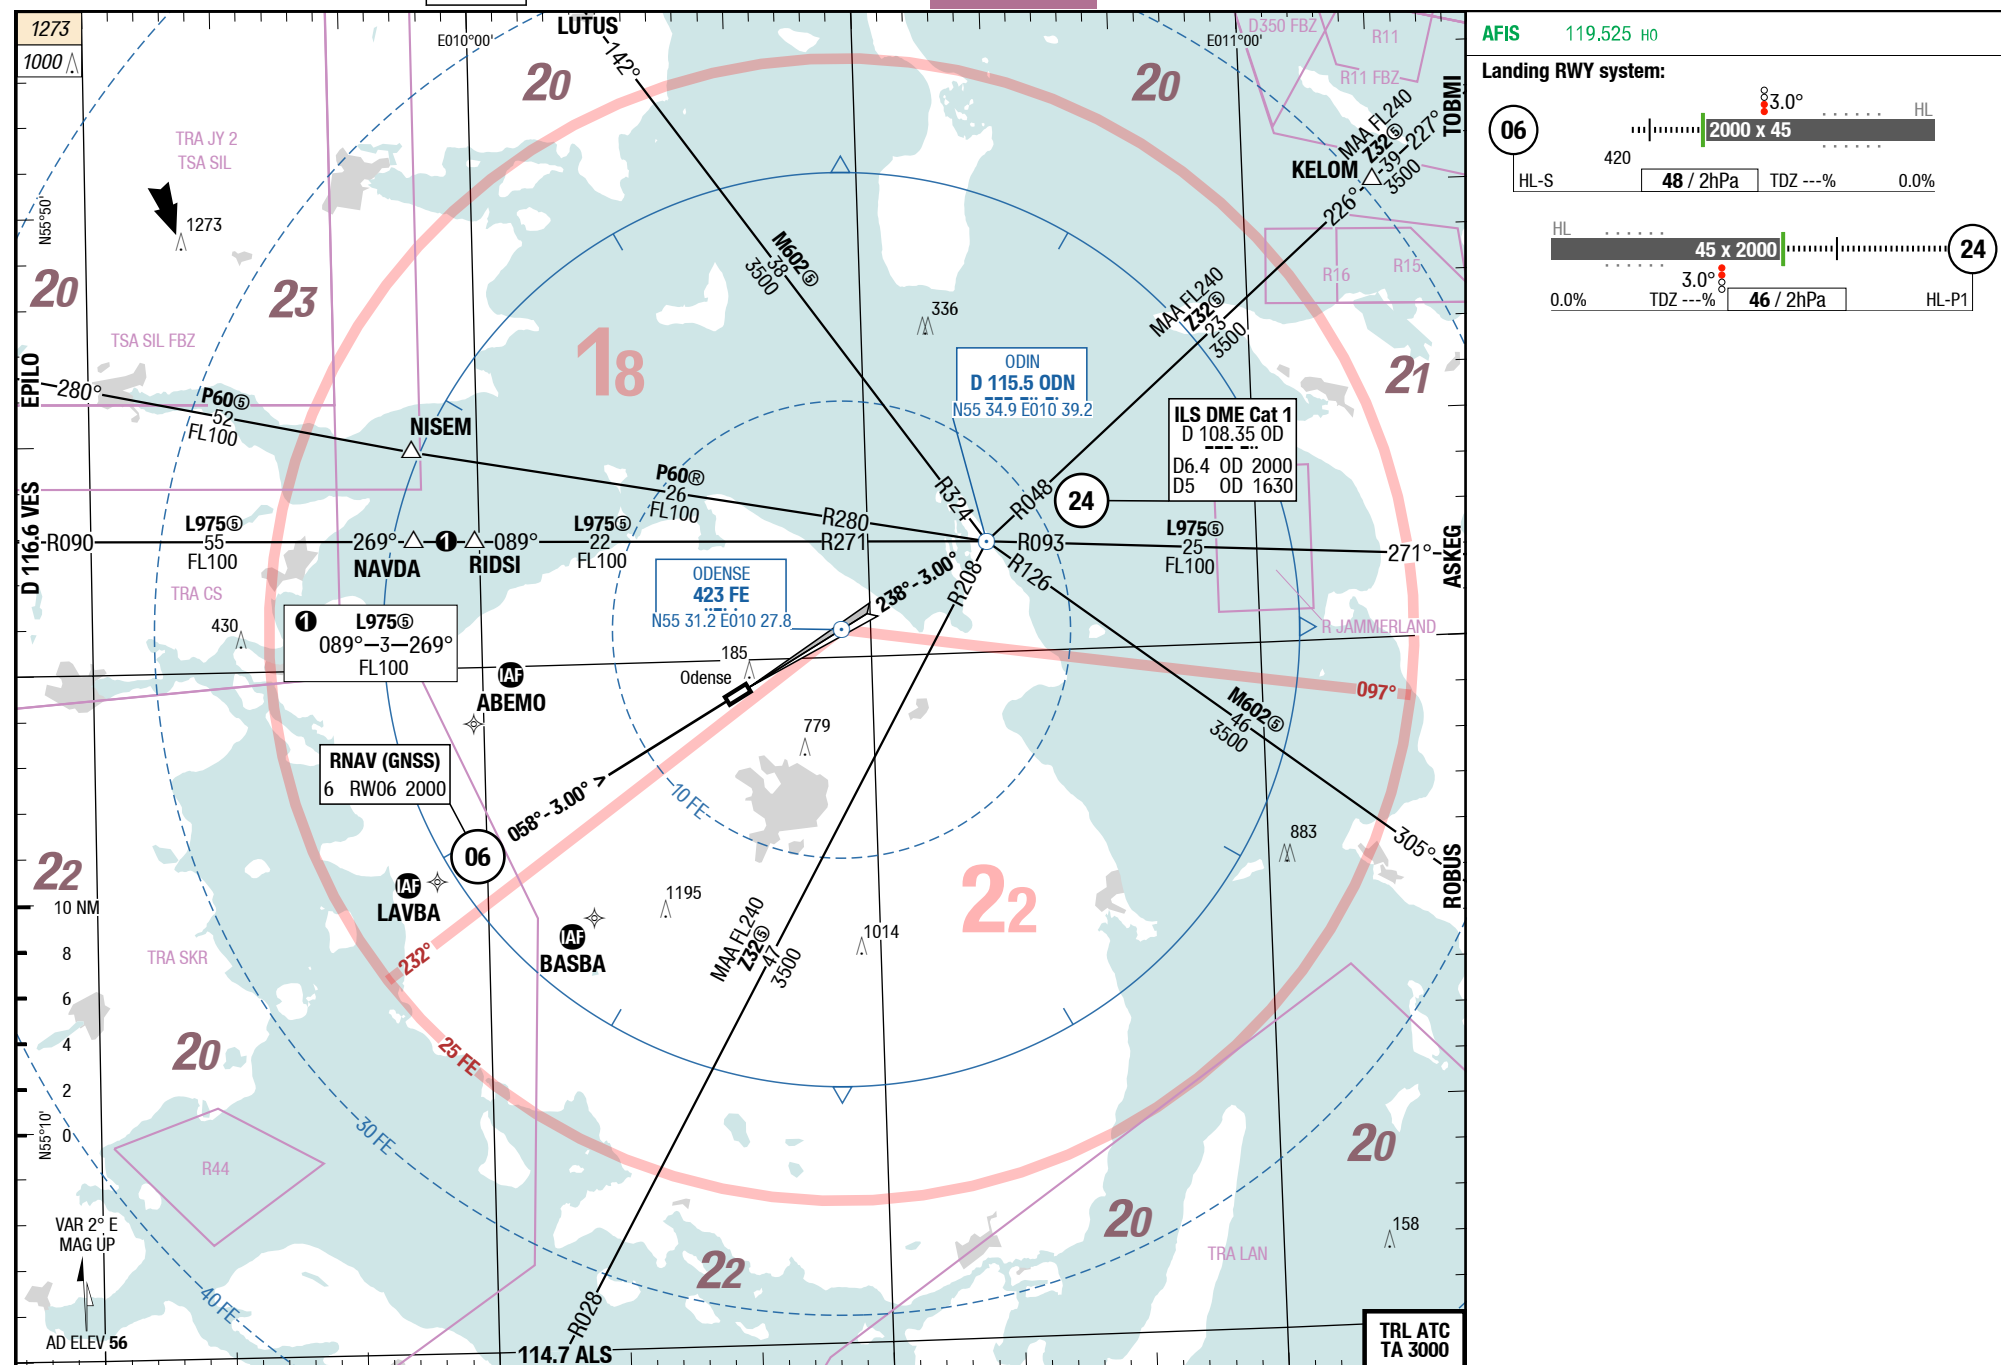 1273
1000
LUTUS
E010°00'
E011°00'
D350 FBZ
R11
R11 FBZ
TOBMI
20
20
142°
MAA FL240
Z32⑤
39–227°
3500
KELOM
226°
TRA JY 2
TSA SIL
N55°50'
1273
20
23
M602⑤
38
3500
R16
R15
TSA SIL FBZ
18
336
MAA FL240
Z32⑤
23
3500
21
EPILO
280°
P60⑤
52
FL100
NISEM
ODIN
D 115.5 ODN
N55 34.9 E010 39.2
ILS DME Cat 1
D 108.35 OD
D6.4 OD 2000
D5 OD 1630
P60Ⓡ
26
FL100
R280
R324
R048
24
D 116.6 VES
R090
L975⑤
55
FL100
269°
NAVDA
1
RIDSI
089°
L975⑤
22
FL100
R271
R093
L975⑤
25
FL100
271°
ASKEG
R208
R126
238°-3.00°
ODENSE
423 FE
N55 31.2 E010 27.8
TRA CS
430
1 L975⑤
089°–3–269°
FL100
R JAMMERLAND
185
Odense
IAF
ABEMO
097°
M602⑤
46
3500
779
RNAV (GNSS)
6 RW06 2000
058°-3.00° >
10 FE
06
883
305°
ROBUS
22
IAF
LAVBA
1195
22
10 NM
8
6
4
2
0
232°
IAF
BASBA
MAA FL240
Z32⑤
47
3500
1014
TRA SKR
20
25 FE
N55°10'
30 FE
R44
20
20
VAR 2° E
MAG UP
22
TRA LAN
158
40 FE
R028
AD ELEV 56
114.7 ALS
TRL ATC
TA 3000
AFIS 119.525 HO
Landing RWY system:
06
3.0°
HL
2000 x 45
420
HL-S
48 / 2hPa
TDZ ---%
0.0%
HL
45 x 2000
24
3.0°
0.0%
TDZ ---%
46 / 2hPa
HL-P1